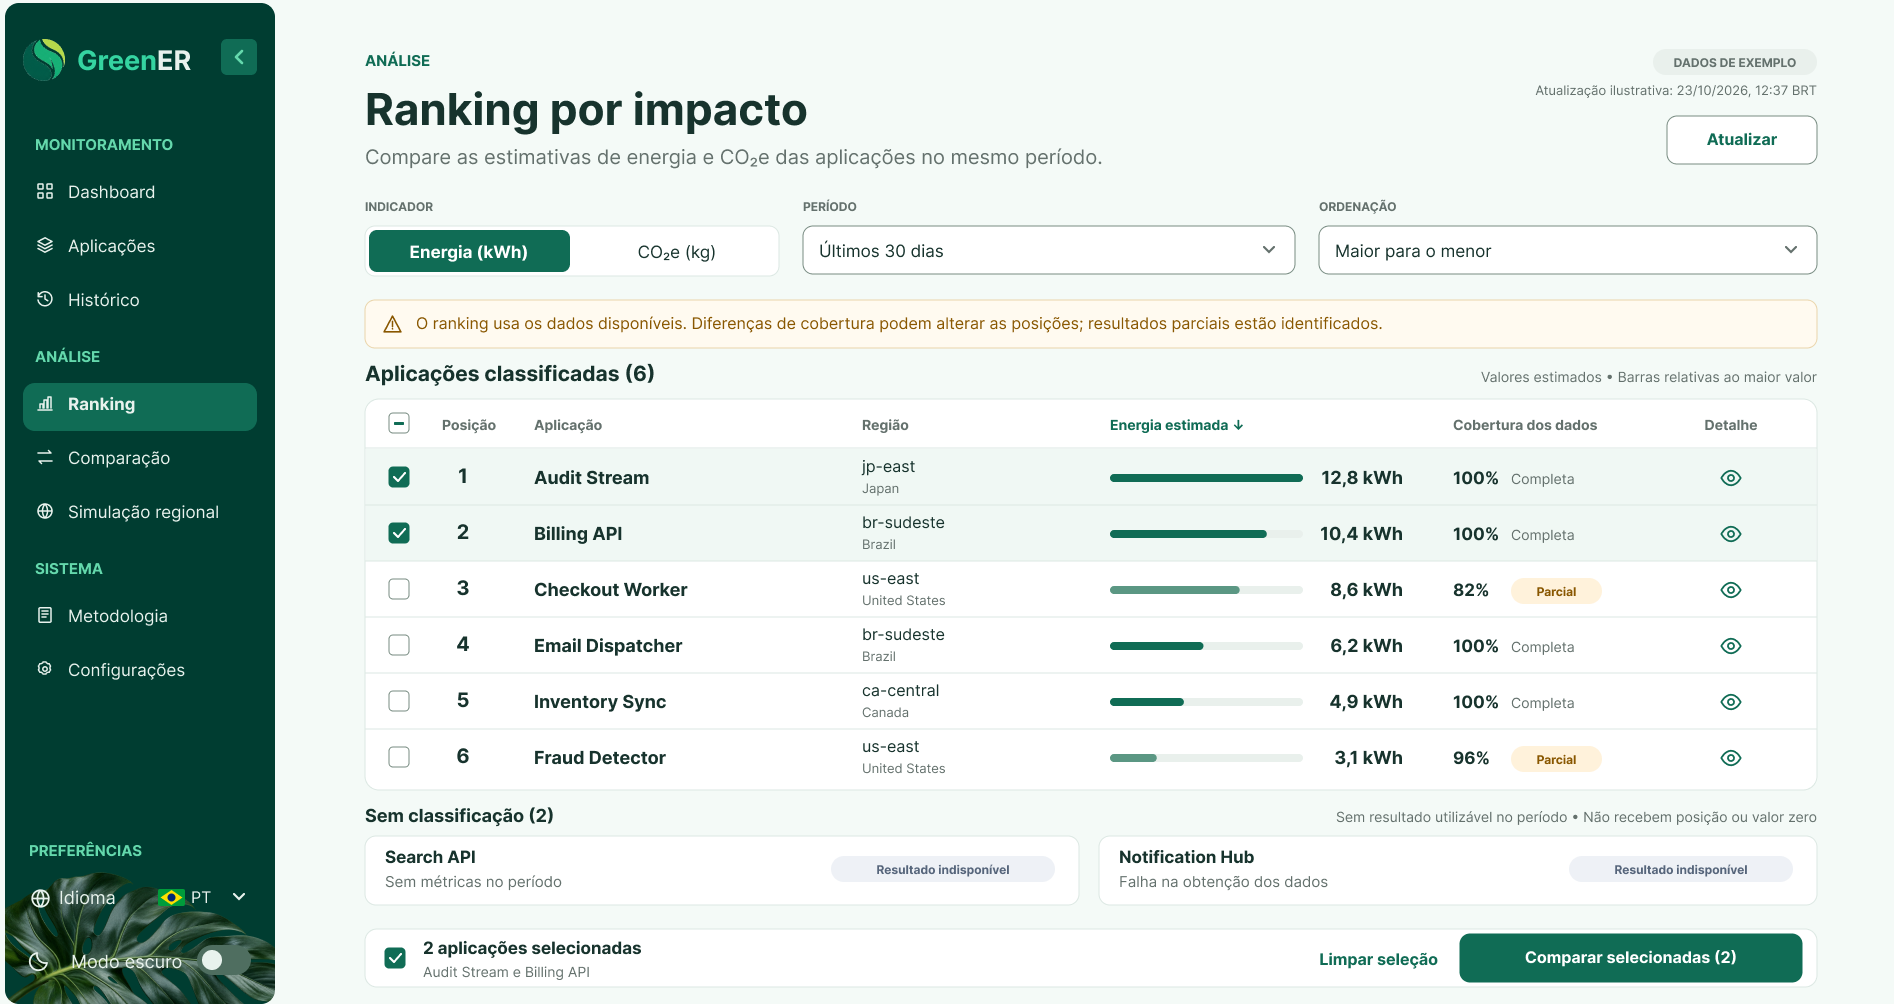 GreenER
MONITORAMENTO
Dashboard
Aplicações
Histórico
ANÁLISE
Ranking
Comparação
Simulação regional
SISTEMA
Metodologia
Configurações
PREFERÊNCIAS
Idioma PT
Modo escuro
ANÁLISE
Ranking por impacto
Compare as estimativas de energia e CO₂e das aplicações no mesmo período.
DADOS DE EXEMPLO
Atualização ilustrativa: 23/10/2026, 12:37 BRT
Atualizar
INDICADOR
Energia (kWh) CO₂e (kg)
PERÍODO
Últimos 30 dias
ORDENAÇÃO
Maior para o menor
O ranking usa os dados disponíveis. Diferenças de cobertura podem alterar as posições; resultados parciais estão identificados.
Aplicações classificadas (6)
Valores estimados • Barras relativas ao maior valor
Posição Aplicação Região Energia estimada ↓ Cobertura dos dados Detalhe
1 Audit Stream jp-east 12,8 kWh 100% Completa
Japan
2 Billing API br-sudeste 10,4 kWh 100% Completa
Brazil
3 Checkout Worker us-east 8,6 kWh 82% Parcial
United States
4 Email Dispatcher br-sudeste 6,2 kWh 100% Completa
Brazil
5 Inventory Sync ca-central 4,9 kWh 100% Completa
Canada
6 Fraud Detector us-east 3,1 kWh 96% Parcial
United States
Sem classificação (2)
Sem resultado utilizável no período • Não recebem posição ou valor zero
Search API
Sem métricas no período
Resultado indisponível
Notification Hub
Falha na obtenção dos dados
Resultado indisponível
2 aplicações selecionadas
Audit Stream e Billing API
Limpar seleção
Comparar selecionadas (2)